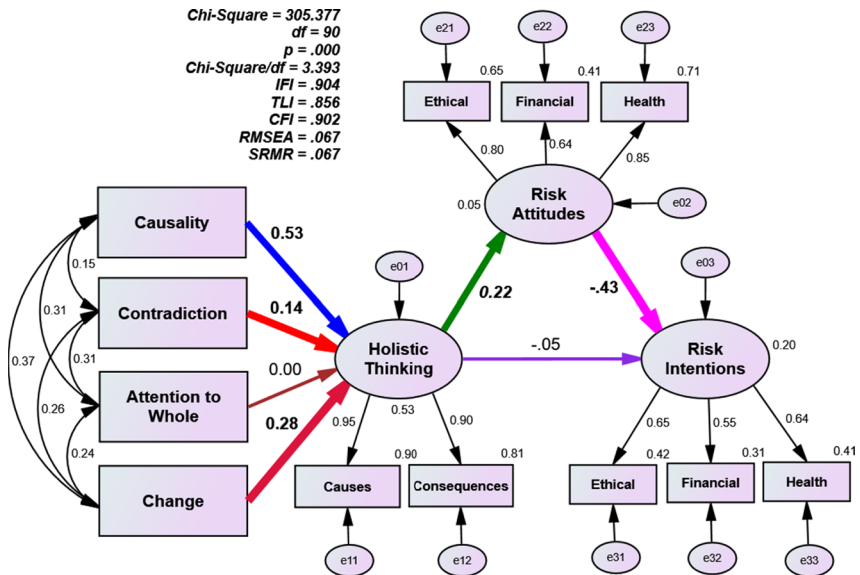 Chi-Square = 305.377
df = 90
p = .000
Chi-Square/df = 3.393
IFI = .904
TLI = .856
CFI = .902
RMSEA = .067
SRMR = .067
e21
e22
e23
0.65
0.41
0.71
Ethical
Financial
Health
0.80
0.64
0.85
0.05
Risk
Attitudes
e02
Causality
0.53
0.15
e01
e03
0.31
Contradiction
0.14
0.22
-.43
0.37
0.31
0.00
Holistic
Thinking
-.05
Risk
Intentions
0.20
0.26
Attention to
Whole
0.28
0.53
0.24
0.95
0.90
0.65
0.55
0.64
Change
0.90
0.81
0.42
0.31
0.41
Causes
Consequences
Ethical
Financial
Health
e11
e12
e31
e32
e33